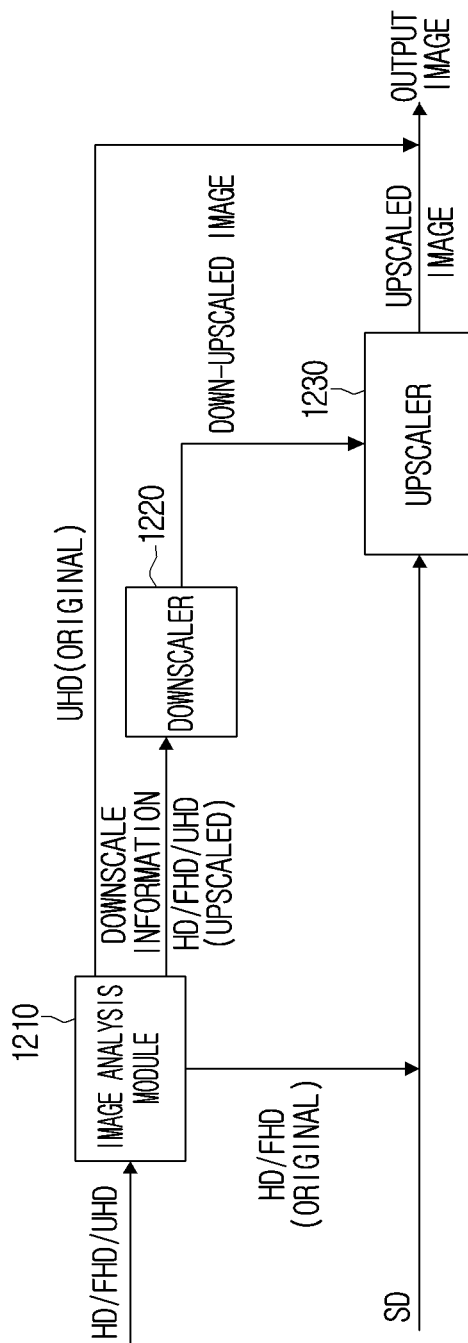 HD/FHD/UHD
1210
IMAGE ANALYSIS
MODULE
UHD(ORIGINAL)
DOWNSCALE
INFORMATION
HD/FHD/UHD
(UPSCALED)
1220
DOWNSCALER
DOWN-UPSCALED IMAGE
HD/FHD
(ORIGINAL)
SD
1230
UPSCALER
UPSCALED
IMAGE
OUTPUT
IMAGE